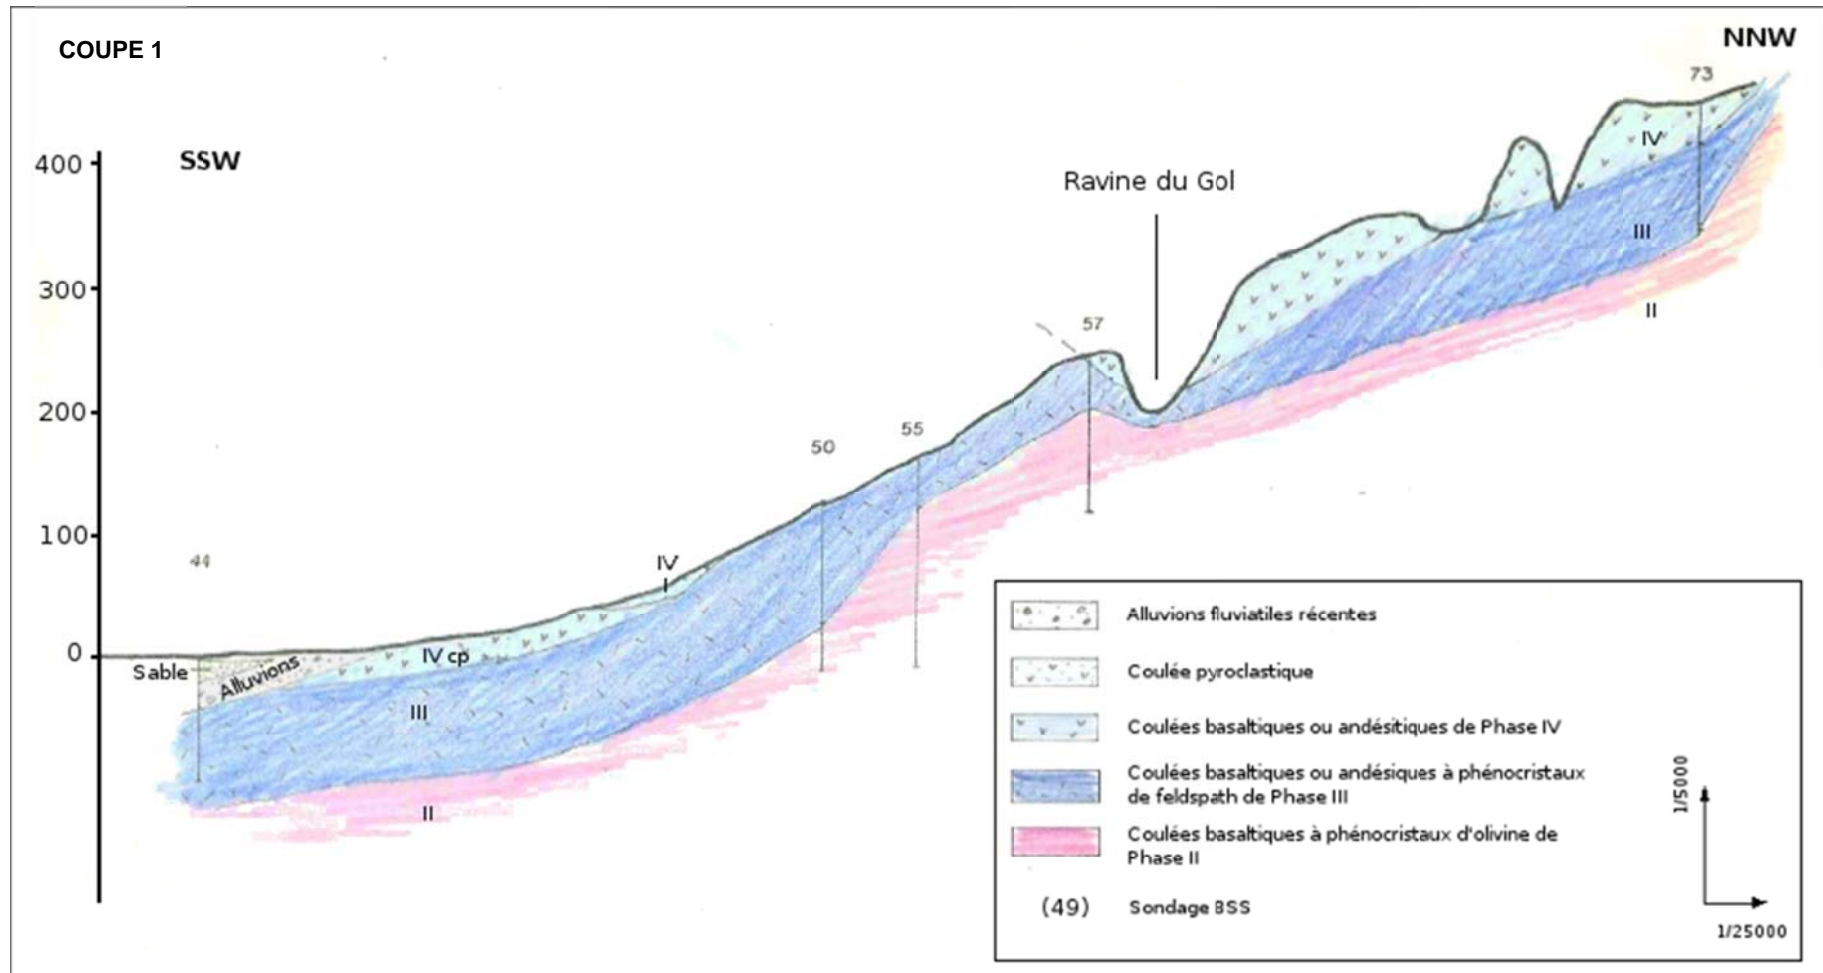 COUPE 1
NNW
73
SSW
400
Ravine du Gol
IV
III
300
II
57
200
55
50
100
44
IV
0
Sable
Alluvions
IV cp
III
II
Alluvions fluviatiles récentes
Coulée pyroclastique
Coulées basaltiques ou andésitiques de Phase IV
Coulées basaltiques ou andésiques à phénocristaux
de feldspath de Phase III
Coulées basaltiques à phénocristaux d'olivine de
Phase II
(49) Sondage BSS
1/5000
1/25000